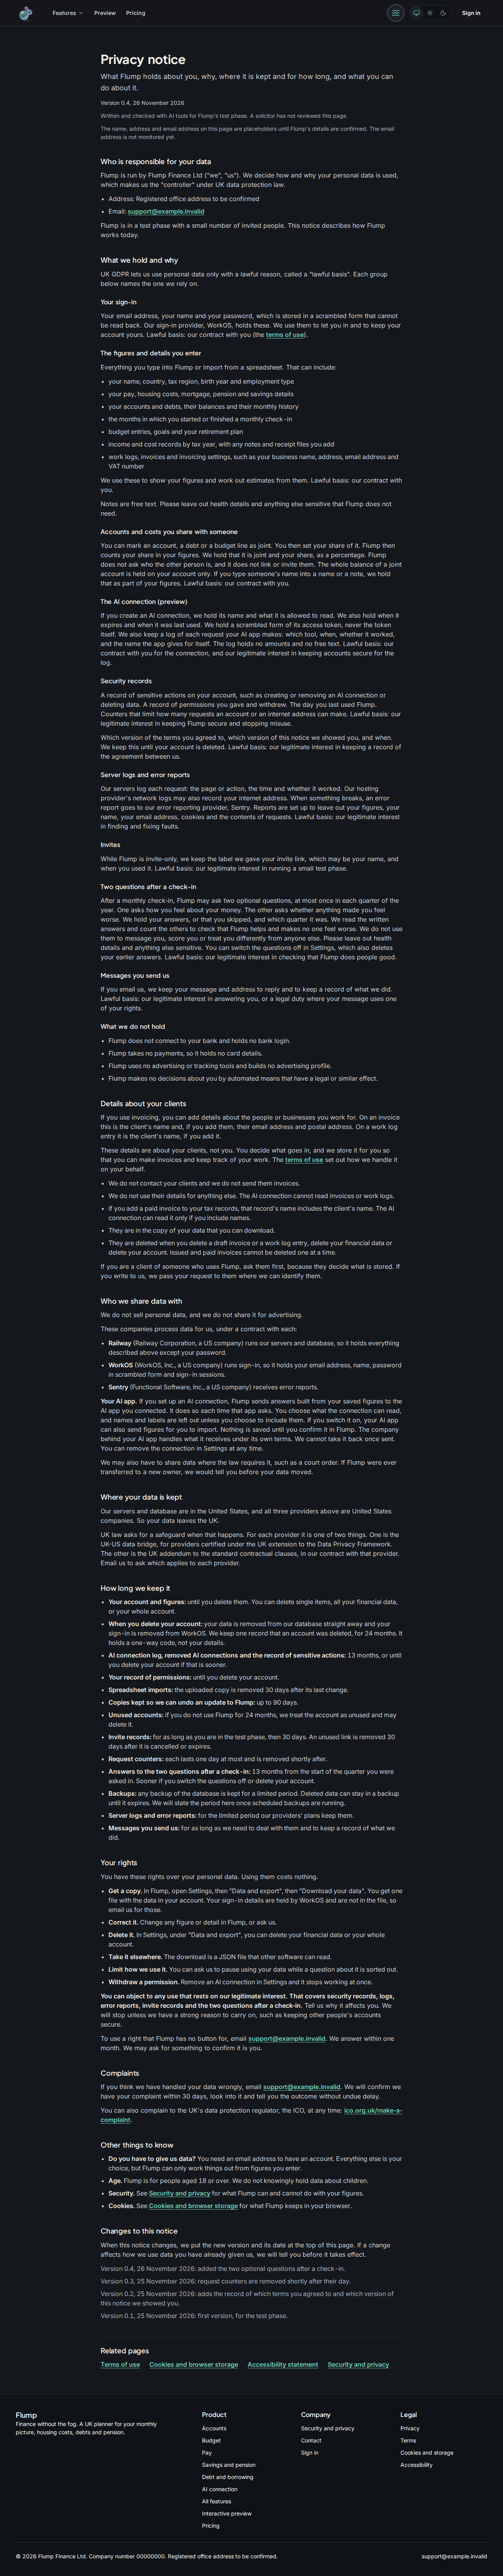 Features
Preview
Pricing
Sign in
Privacy notice
What Flump holds about you, why, where it is kept and for how long, and what you can
do about it.
Version 0.4, 26 November 2026
Written and checked with AI tools for Flump's test phase. A solicitor has not reviewed this page.
The name, address and email address on this page are placeholders until Flump's details are confirmed. The email
address is not monitored yet.
Who is responsible for your data
Flump is run by Flump Finance Ltd ("we", "us"). We decide how and why your personal data is used,
which makes us the "controller" under UK data protection law.
• Address: Registered office address to be confirmed
• Email: support@example.invalid
Flump is in a test phase with a small number of invited people. This notice describes how Flump
works today.
What we hold and why
UK GDPR lets us use personal data only with a lawful reason, called a "lawful basis". Each group
below names the one we rely on.
Your sign-in
Your email address, your name and your password, which is stored in a scrambled form that cannot
be read back. Our sign-in provider, WorkOS, holds these. We use them to let you in and to keep your
account yours. Lawful basis: our contract with you (the terms of use).
The figures and details you enter
Everything you type into Flump or import from a spreadsheet. That can include:
• your name, country, tax region, birth year and employment type
• your pay, housing costs, mortgage, pension and savings details
• your accounts and debts, their balances and their monthly history
• the months in which you started or finished a monthly check-in
• budget entries, goals and your retirement plan
• income and cost records by tax year, with any notes and receipt files you add
• work logs, invoices and invoicing settings, such as your business name, address, email address and
VAT number
We use these to show your figures and work out estimates from them. Lawful basis: our contract with
you.
Notes are free text. Please leave out health details and anything else sensitive that Flump does not
need.
Accounts and costs you share with someone
You can mark an account, a debt or a budget line as joint. You then set your share of it. Flump then
counts your share in your figures. We hold that it is joint and your share, as a percentage. Flump
does not ask who the other person is, and it does not link or invite them. The whole balance of a joint
account is held on your account only. If you type someone's name into a name or a note, we hold
that as part of your figures. Lawful basis: our contract with you.
The AI connection (preview)
If you create an AI connection, we hold its name and what it is allowed to read. We also hold when it
expires and when it was last used. We hold a scrambled form of its access token, never the token
itself. We also keep a log of each request your AI app makes: which tool, when, whether it worked,
and the name the app gives for itself. The log holds no amounts and no free text. Lawful basis: our
contract with you for the connection, and our legitimate interest in keeping accounts secure for the
log.
Security records
A record of sensitive actions on your account, such as creating or removing an AI connection or
deleting data. A record of permissions you gave and withdrew. The day you last used Flump.
Counters that limit how many requests an account or an internet address can make. Lawful basis: our
legitimate interest in keeping Flump secure and stopping misuse.
Which version of the terms you agreed to, which version of this notice we showed you, and when.
We keep this until your account is deleted. Lawful basis: our legitimate interest in keeping a record of
the agreement between us.
Server logs and error reports
Our servers log each request: the page or action, the time and whether it worked. Our hosting
provider's network logs may also record your internet address. When something breaks, an error
report goes to our error reporting provider, Sentry. Reports are set up to leave out your figures, your
name, your email address, cookies and the contents of requests. Lawful basis: our legitimate interest
in finding and fixing faults.
Invites
While Flump is invite-only, we keep the label we gave your invite link, which may be your name, and
when you used it. Lawful basis: our legitimate interest in running a small test phase.
Two questions after a check-in
After a monthly check-in, Flump may ask two optional questions, at most once in each quarter of the
year. One asks how you feel about your money. The other asks whether anything made you feel
worse. We hold your answers, or that you skipped, and which quarter it was. We read the written
answers and count the others to check that Flump helps and makes no one feel worse. We do not use
them to message you, score you or treat you differently from anyone else. Please leave out health
details and anything else sensitive. You can switch the questions off in Settings, which also deletes
your earlier answers. Lawful basis: our legitimate interest in checking that Flump does people good.
Messages you send us
If you email us, we keep your message and address to reply and to keep a record of what we did.
Lawful basis: our legitimate interest in answering you, or a legal duty where your message uses one
of your rights.
What we do not hold
• Flump does not connect to your bank and holds no bank login.
• Flump takes no payments, so it holds no card details.
• Flump uses no advertising or tracking tools and builds no advertising profile.
• Flump makes no decisions about you by automated means that have a legal or similar effect.
Details about your clients
If you use invoicing, you can add details about the people or businesses you work for. On an invoice
this is the client's name and, if you add them, their email address and postal address. On a work log
entry it is the client's name, if you add it.
These details are about your clients, not you. You decide what goes in, and we store it for you so
that you can make invoices and keep track of your work. The terms of use set out how we handle it
on your behalf.
• We do not contact your clients and we do not send them invoices.
• We do not use their details for anything else. The AI connection cannot read invoices or work logs.
• If you add a paid invoice to your tax records, that record's name includes the client's name. The AI
connection can read it only if you include names.
• They are in the copy of your data that you can download.
• They are deleted when you delete a draft invoice or a work log entry, delete your financial data or
delete your account. Issued and paid invoices cannot be deleted one at a time.
If you are a client of someone who uses Flump, ask them first, because they decide what is stored. If
you write to us, we pass your request to them where we can identify them.
Who we share data with
We do not sell personal data, and we do not share it for advertising.
These companies process data for us, under a contract with each:
• Railway (Railway Corporation, a US company) runs our servers and database, so it holds everything
described above except your password.
• WorkOS (WorkOS, Inc., a US company) runs sign-in, so it holds your email address, name, password
in scrambled form and sign-in sessions.
• Sentry (Functional Software, Inc., a US company) receives error reports.
Your AI app. If you set up an AI connection, Flump sends answers built from your saved figures to the
AI app you connected. It does so each time that app asks. You choose what the connection can read,
and names and labels are left out unless you choose to include them. If you switch it on, your AI app
can also send figures for you to import. Nothing is saved until you confirm it in Flump. The company
behind your AI app handles what it receives under its own terms. We cannot take it back once sent.
You can remove the connection in Settings at any time.
We may also have to share data where the law requires it, such as a court order. If Flump were ever
transferred to a new owner, we would tell you before your data moved.
Where your data is kept
Our servers and database are in the United States, and all three providers above are United States
companies. So your data leaves the UK.
UK law asks for a safeguard when that happens. For each provider it is one of two things. One is the
UK-US data bridge, for providers certified under the UK extension to the Data Privacy Framework.
The other is the UK addendum to the standard contractual clauses, in our contract with that provider.
Email us to ask which applies to each provider.
How long we keep it
• Your account and figures: until you delete them. You can delete single items, all your financial data,
or your whole account.
• When you delete your account: your data is removed from our database straight away and your
sign-in is removed from WorkOS. We keep one record that an account was deleted, for 24 months. It
holds a one-way code, not your details.
• AI connection log, removed AI connections and the record of sensitive actions: 13 months, or until
you delete your account if that is sooner.
• Your record of permissions: until you delete your account.
• Spreadsheet imports: the uploaded copy is removed 30 days after its last change.
• Copies kept so we can undo an update to Flump: up to 90 days.
• Unused accounts: if you do not use Flump for 24 months, we treat the account as unused and may
delete it.
• Invite records: for as long as you are in the test phase, then 30 days. An unused link is removed 30
days after it is cancelled or expires.
• Request counters: each lasts one day at most and is removed shortly after.
• Answers to the two questions after a check-in: 13 months from the start of the quarter you were
asked in. Sooner if you switch the questions off or delete your account.
• Backups: any backup of the database is kept for a limited period. Deleted data can stay in a backup
until it expires. We will state the period here once scheduled backups are running.
• Server logs and error reports: for the limited period our providers' plans keep them.
• Messages you send us: for as long as we need to deal with them and to keep a record of what we
did.
Your rights
You have these rights over your personal data. Using them costs nothing.
• Get a copy. In Flump, open Settings, then "Data and export", then "Download your data". You get one
file with the data in your account. Your sign-in details are held by WorkOS and are not in the file, so
email us for those.
• Correct it. Change any figure or detail in Flump, or ask us.
• Delete it. In Settings, under "Data and export", you can delete your financial data or your whole
account.
• Take it elsewhere. The download is a JSON file that other software can read.
• Limit how we use it. You can ask us to pause using your data while a question about it is sorted out.
• Withdraw a permission. Remove an AI connection in Settings and it stops working at once.
You can object to any use that rests on our legitimate interest. That covers security records, logs,
error reports, invite records and the two questions after a check-in. Tell us why it affects you. We
will stop unless we have a strong reason to carry on, such as keeping other people's accounts
secure.
To use a right that Flump has no button for, email support@example.invalid. We answer within one
month. We may ask for something to confirm it is you.
Complaints
If you think we have handled your data wrongly, email support@example.invalid. We will confirm we
have your complaint within 30 days, look into it and tell you the outcome without undue delay.
You can also complain to the UK's data protection regulator, the ICO, at any time: ico.org.uk/make-a-
complaint.
Other things to know
• Do you have to give us data? You need an email address to have an account. Everything else is your
choice, but Flump can only work things out from figures you enter.
• Age. Flump is for people aged 18 or over. We do not knowingly hold data about children.
• Security. See Security and privacy for what Flump can and cannot do with your figures.
• Cookies. See Cookies and browser storage for what Flump keeps in your browser.
Changes to this notice
When this notice changes, we put the new version and its date at the top of this page. If a change
affects how we use data you have already given us, we will tell you before it takes effect.
Version 0.4, 26 November 2026: added the two optional questions after a check-in.
Version 0.3, 25 November 2026: request counters are removed shortly after their day.
Version 0.2, 25 November 2026: adds the record of which terms you agreed to and which version of
this notice we showed you.
Version 0.1, 25 November 2026: first version, for the test phase.
Related pages
Terms of use
Cookies and browser storage
Accessibility statement
Security and privacy
Flump
Finance without the fog. A UK planner for your monthly
picture, housing costs, debts and pension.
Product
Accounts
Budget
Pay
Savings and pension
Debt and borrowing
AI connection
All features
Interactive preview
Pricing
Company
Security and privacy
Contact
Sign in
Legal
Privacy
Terms
Cookies and storage
Accessibility
© 2026 Flump Finance Ltd. Company number 00000000. Registered office address to be confirmed.
support@example.invalid